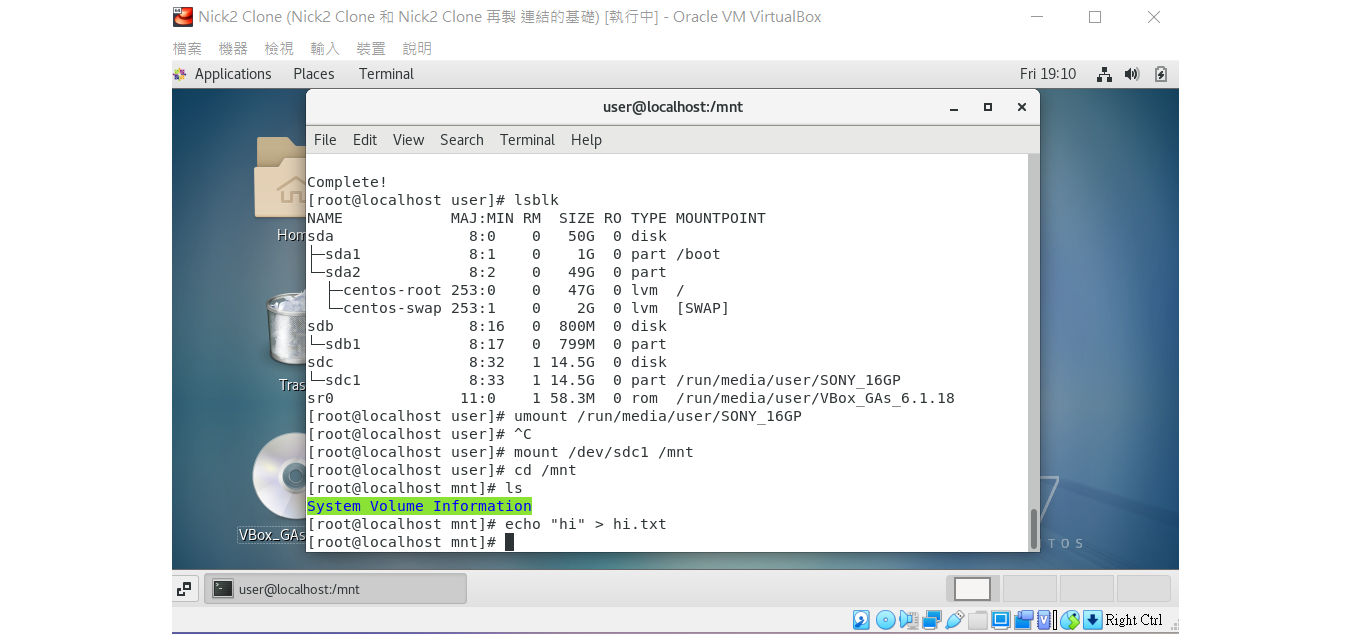 Nick2 Clone (Nick2 Clone 和 Nick2 Clone 再製 連結的基礎) [執行中] - Oracle VM VirtualBox
檔案 機器 檢視 輸入 裝置 說明
Applications Places Terminal Fri 19:10
user@localhost:/mnt
File Edit View Search Terminal Help
Complete!
[root@localhost user]# lsblk
NAME MAJ:MIN RM SIZE RO TYPE MOUNTPOINT
sda 8:0 0 50G 0 disk
├─sda1 8:1 0 1G 0 part /boot
└─sda2 8:2 0 49G 0 part
├─centos-root 253:0 0 47G 0 lvm /
└─centos-swap 253:1 0 2G 0 lvm [SWAP]
sdb 8:16 0 800M 0 disk
└─sdb1 8:17 0 799M 0 part
sdc 8:32 1 14.5G 0 disk
└─sdc1 8:33 1 14.5G 0 part /run/media/user/SONY_16GP
sr0 11:0 1 58.3M 0 rom /run/media/user/VBox_GAs_6.1.18
[root@localhost user]# umount /run/media/user/SONY_16GP
[root@localhost user]# ^C
[root@localhost user]# mount /dev/sdc1 /mnt
[root@localhost user]# cd /mnt
[root@localhost mnt]# ls
System Volume Information
[root@localhost mnt]# echo "hi" > hi.txt
[root@localhost mnt]#
Hom
Tras
VBox_GAs
7
TOS
user@localhost:/mnt
Right Ctrl